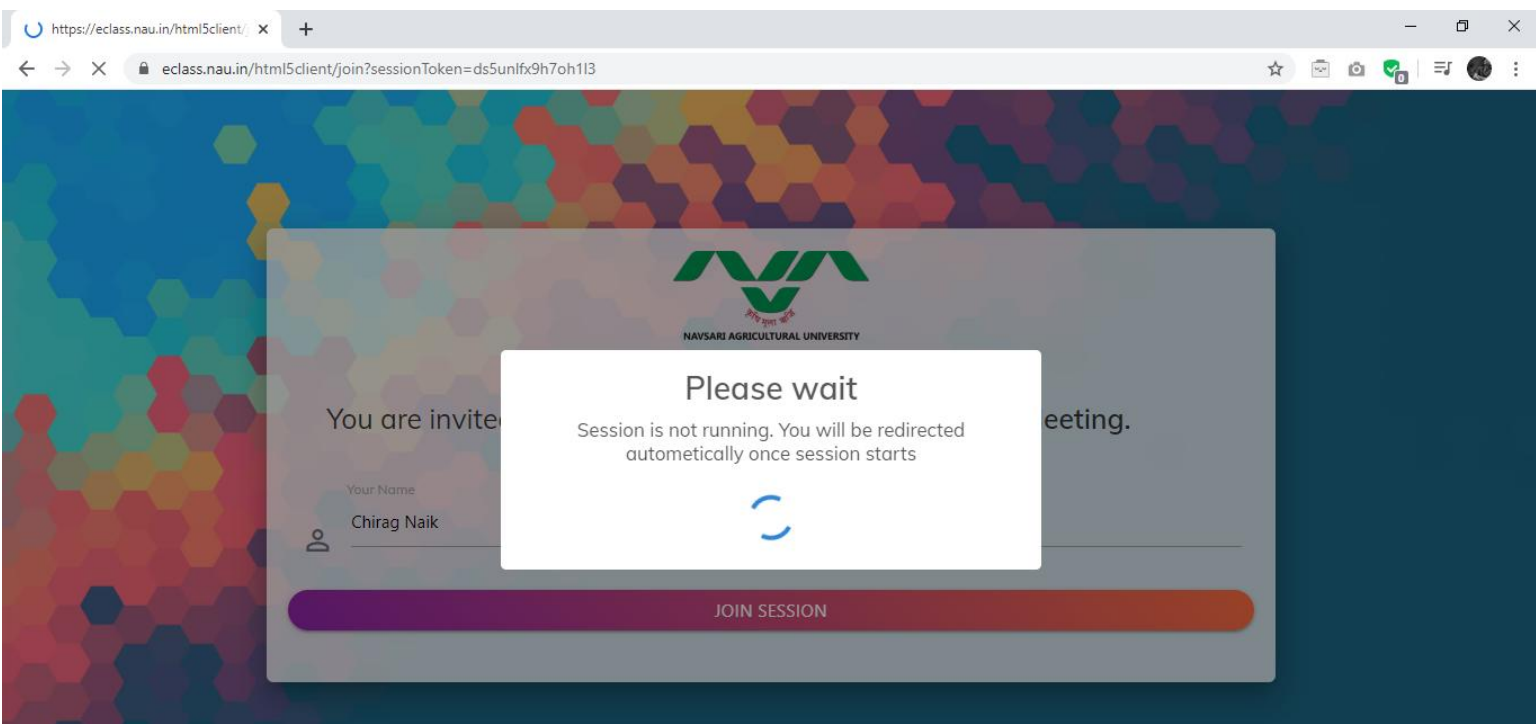 https://eclass.nau.in/html5client/
eclass.nau.in/html5client/join?sessionToken=ds5unlfx9h7oh1l3
0
कृषि मूलं
NAVSARI AGRICULTURAL UNIVERSITY
Please wait
Session is not running. You will be redirected
autometically once session starts
You are invite
eeting.
Your Name
Chirag Naik
JOIN SESSION